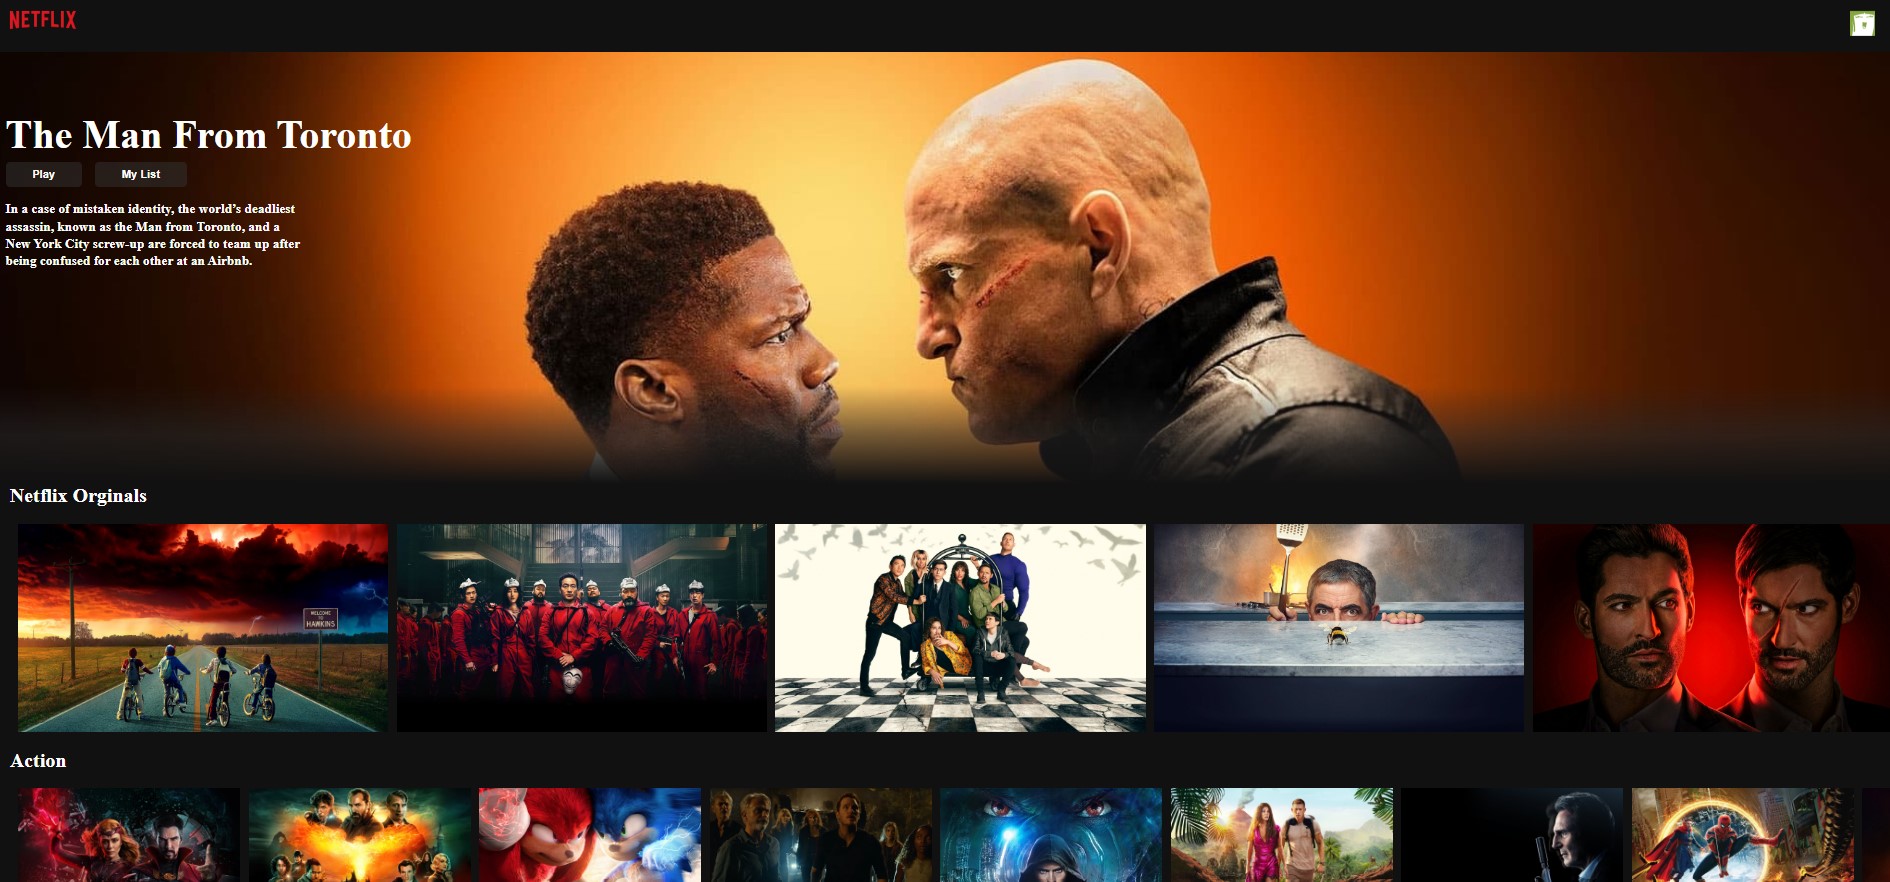 NETFLIX
The Man From Toronto
Play
My List
In a case of mistaken identity, the world's deadliest
assassin, known as the Man from Toronto, and a
New York City screw-up are forced to team up after
being confused for each other at an Airbnb.
Netflix Orginals
WELCOME
TO
HAWKINS
Action